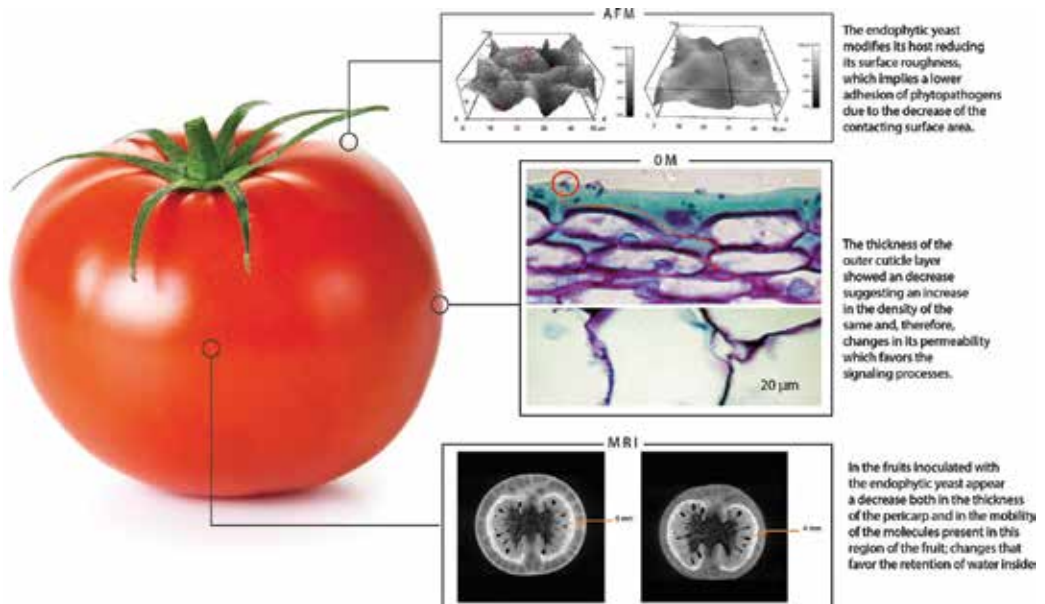 AFM
The endophytic yeast
modifies its host reducing
its surface roughness,
which implies a lower
adhesion of phytopathogens
due to the decrease of the
contacting surface area.
OM
The thickness of the
outer cuticle layer
showed an decrease
suggesting an increase
in the density of the
same and, therefore,
changes in its permeability
which favors the
signaling processes.
20 µm
MRI
In the fruits inoculated with
the endophytic yeast appear
a decrease both in the thickness
of the pericarp and in the mobility
of the molecules present in this
region of the fruit; changes that
favor the retention of water inside